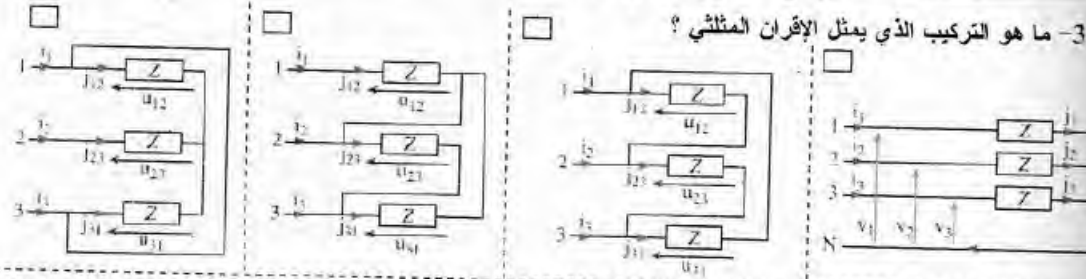 3- ما هو التركيب الذي يمثل الإقران المثلثي ؟
1 i₁ Z j₁₂ u₁₂
2 i₂ Z j₂₃ u₂₃
3 i₃ Z j₃₁ u₃₁
1 i₁ Z j₁₂ u₁₂
2 i₂ Z j₂₃ u₂₃
3 i₃ Z j₃₁ u₃₁
1 i₁ Z j₁₂ u₁₂
2 i₂ Z j₂₃ u₂₃
3 i₃ Z j₃₁ u₃₁
1 i₁ Z j₁
2 i₂ Z j₂
3 i₃ Z
N v₁ v₂ v₃